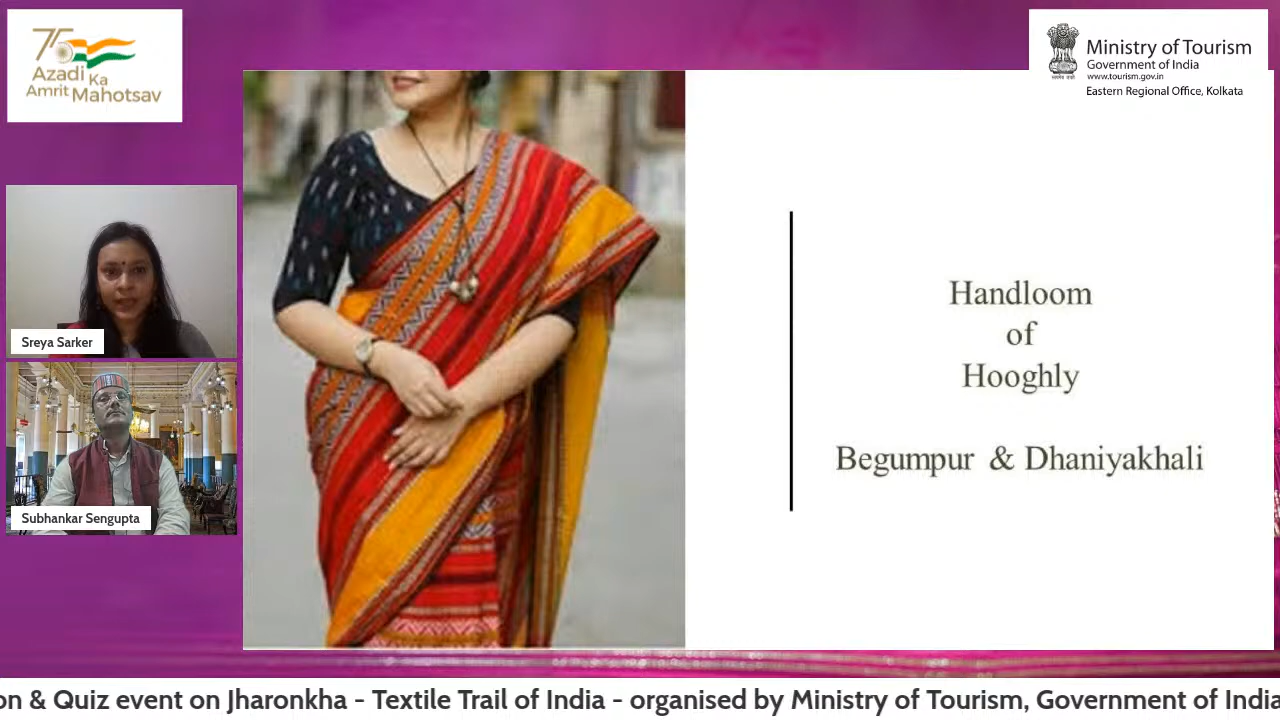 75
Azadi Ka
Amrit Mahotsav
Ministry of Tourism
Government of India
www.tourism.gov.in
Eastern Regional Office, Kolkata
Sreya Sarker
Subhankar Sengupta
Handloom
of
Hooghly
Begumpur & Dhaniyakhali
on & Quiz event on Jharonkha - Textile Trail of India - organised by Ministry of Tourism, Government of India